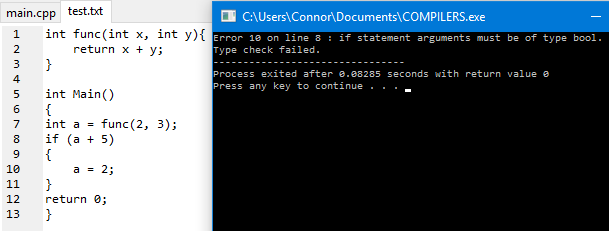 main.cpp test.txt
1 int func(int x, int y){
2 return x + y;
3 }
4
5 int Main()
6 {
7 int a = func(2, 3);
8 if (a + 5)
9 {
10 a = 2;
11 }
12 return 0;
13 }
C:\Users\Connor\Documents\COMPILERS.exe
Error 10 on line 8 : if statement arguments must be of type bool.
Type check failed.
--------------------------------
Process exited after 0.08285 seconds with return value 0
Press any key to continue . . .